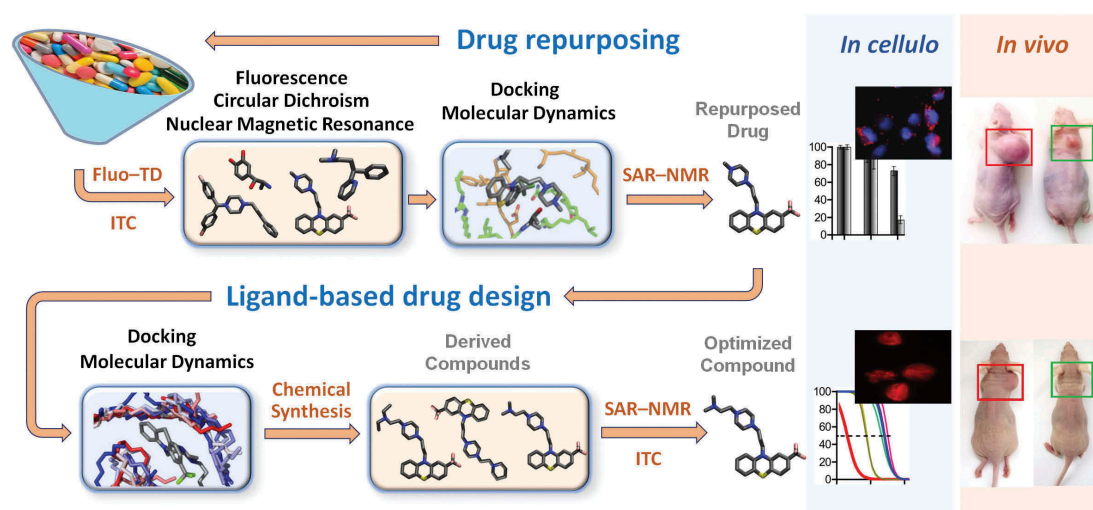 Drug repurposing
In cellulo
In vivo
Fluorescence
Circular Dichroism
Nuclear Magnetic Resonance
Docking
Molecular Dynamics
Repurposed
Drug
Fluo–TD
ITC
SAR–NMR
100
80
60
40
20
0
Ligand-based drug design
Docking
Molecular Dynamics
Derived
Compounds
Optimized
Compound
Chemical
Synthesis
SAR–NMR
ITC
100
80
60
40
20
0